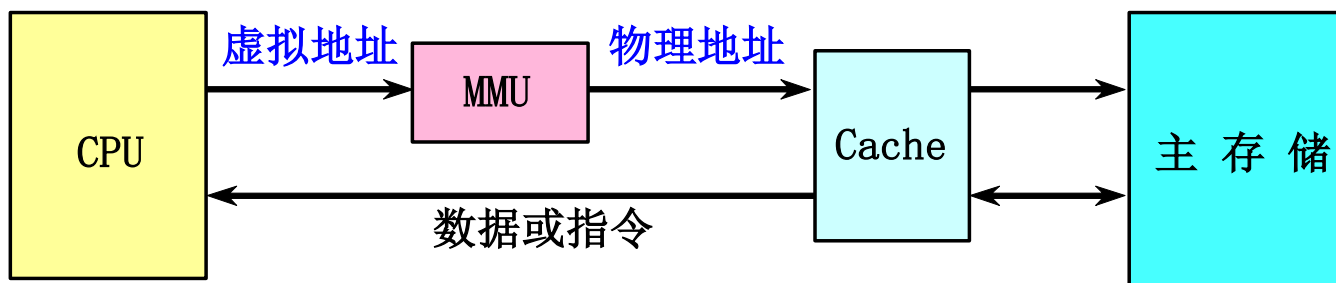 虚拟地址
物理地址
MMU
CPU
Cache
主 存 储
数据或指令